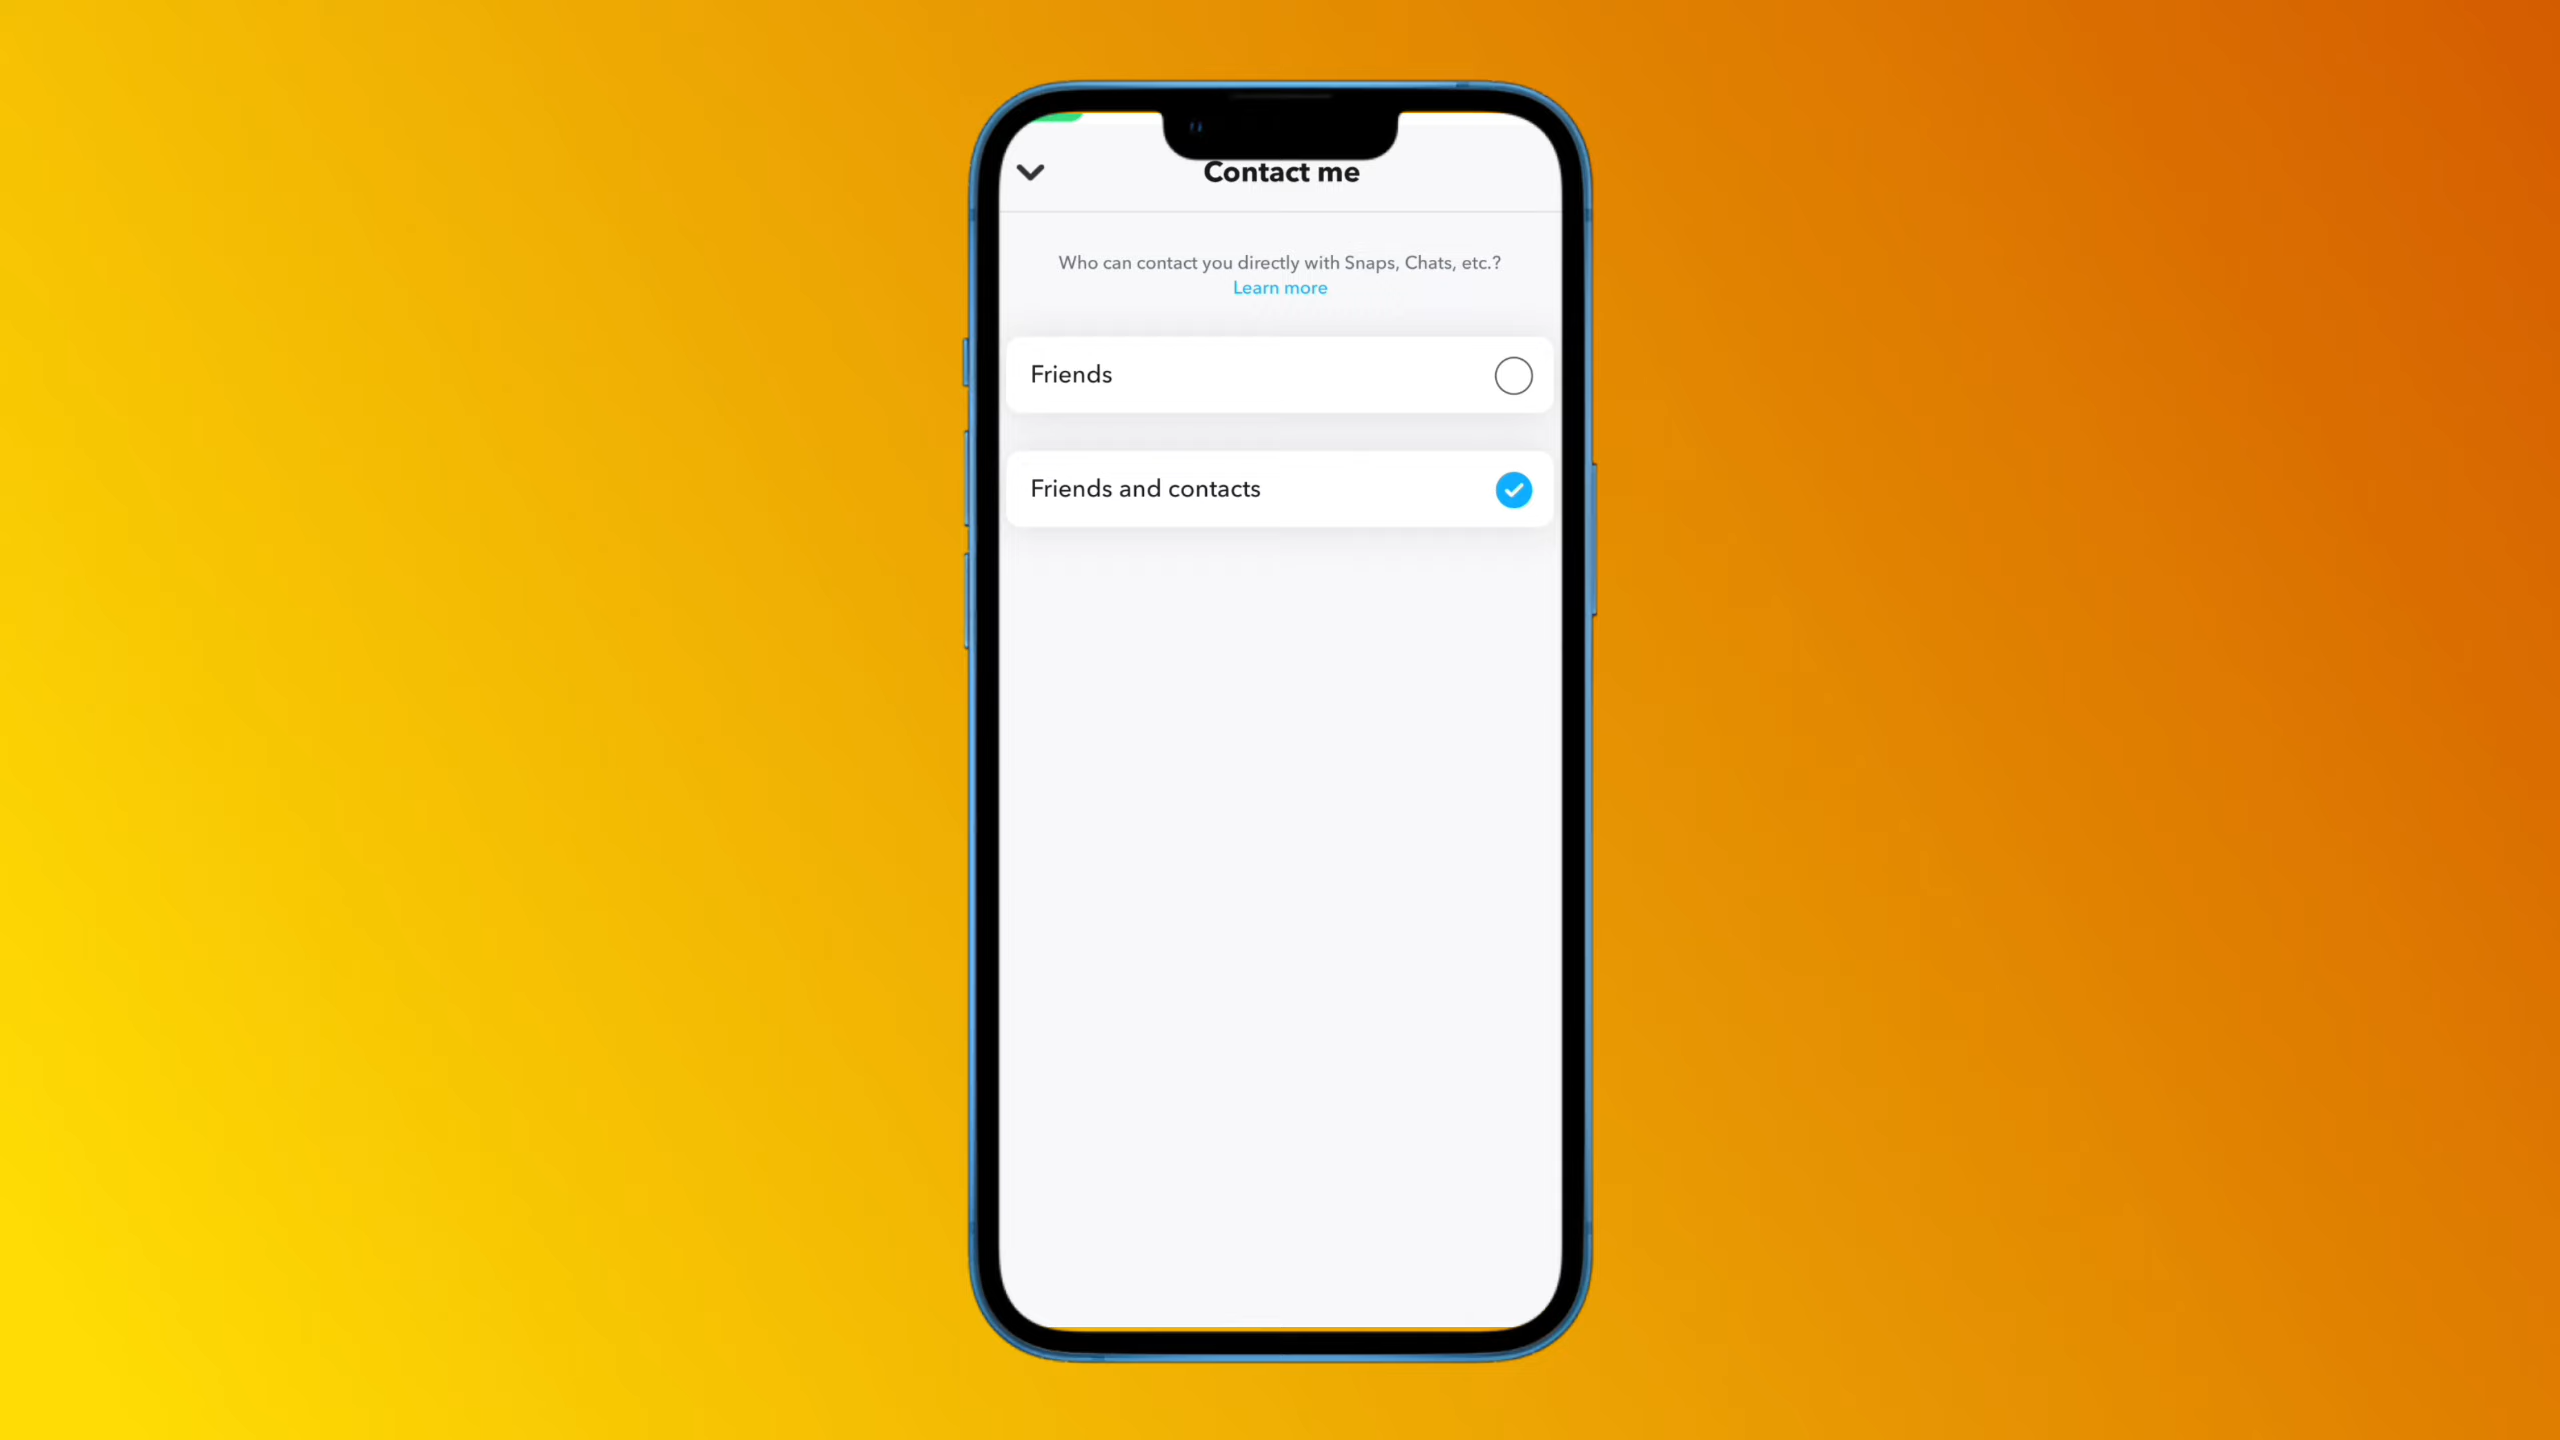 Contact me
Who can contact you directly with Snaps, Chats, etc.?
Learn more
Friends
Friends and contacts